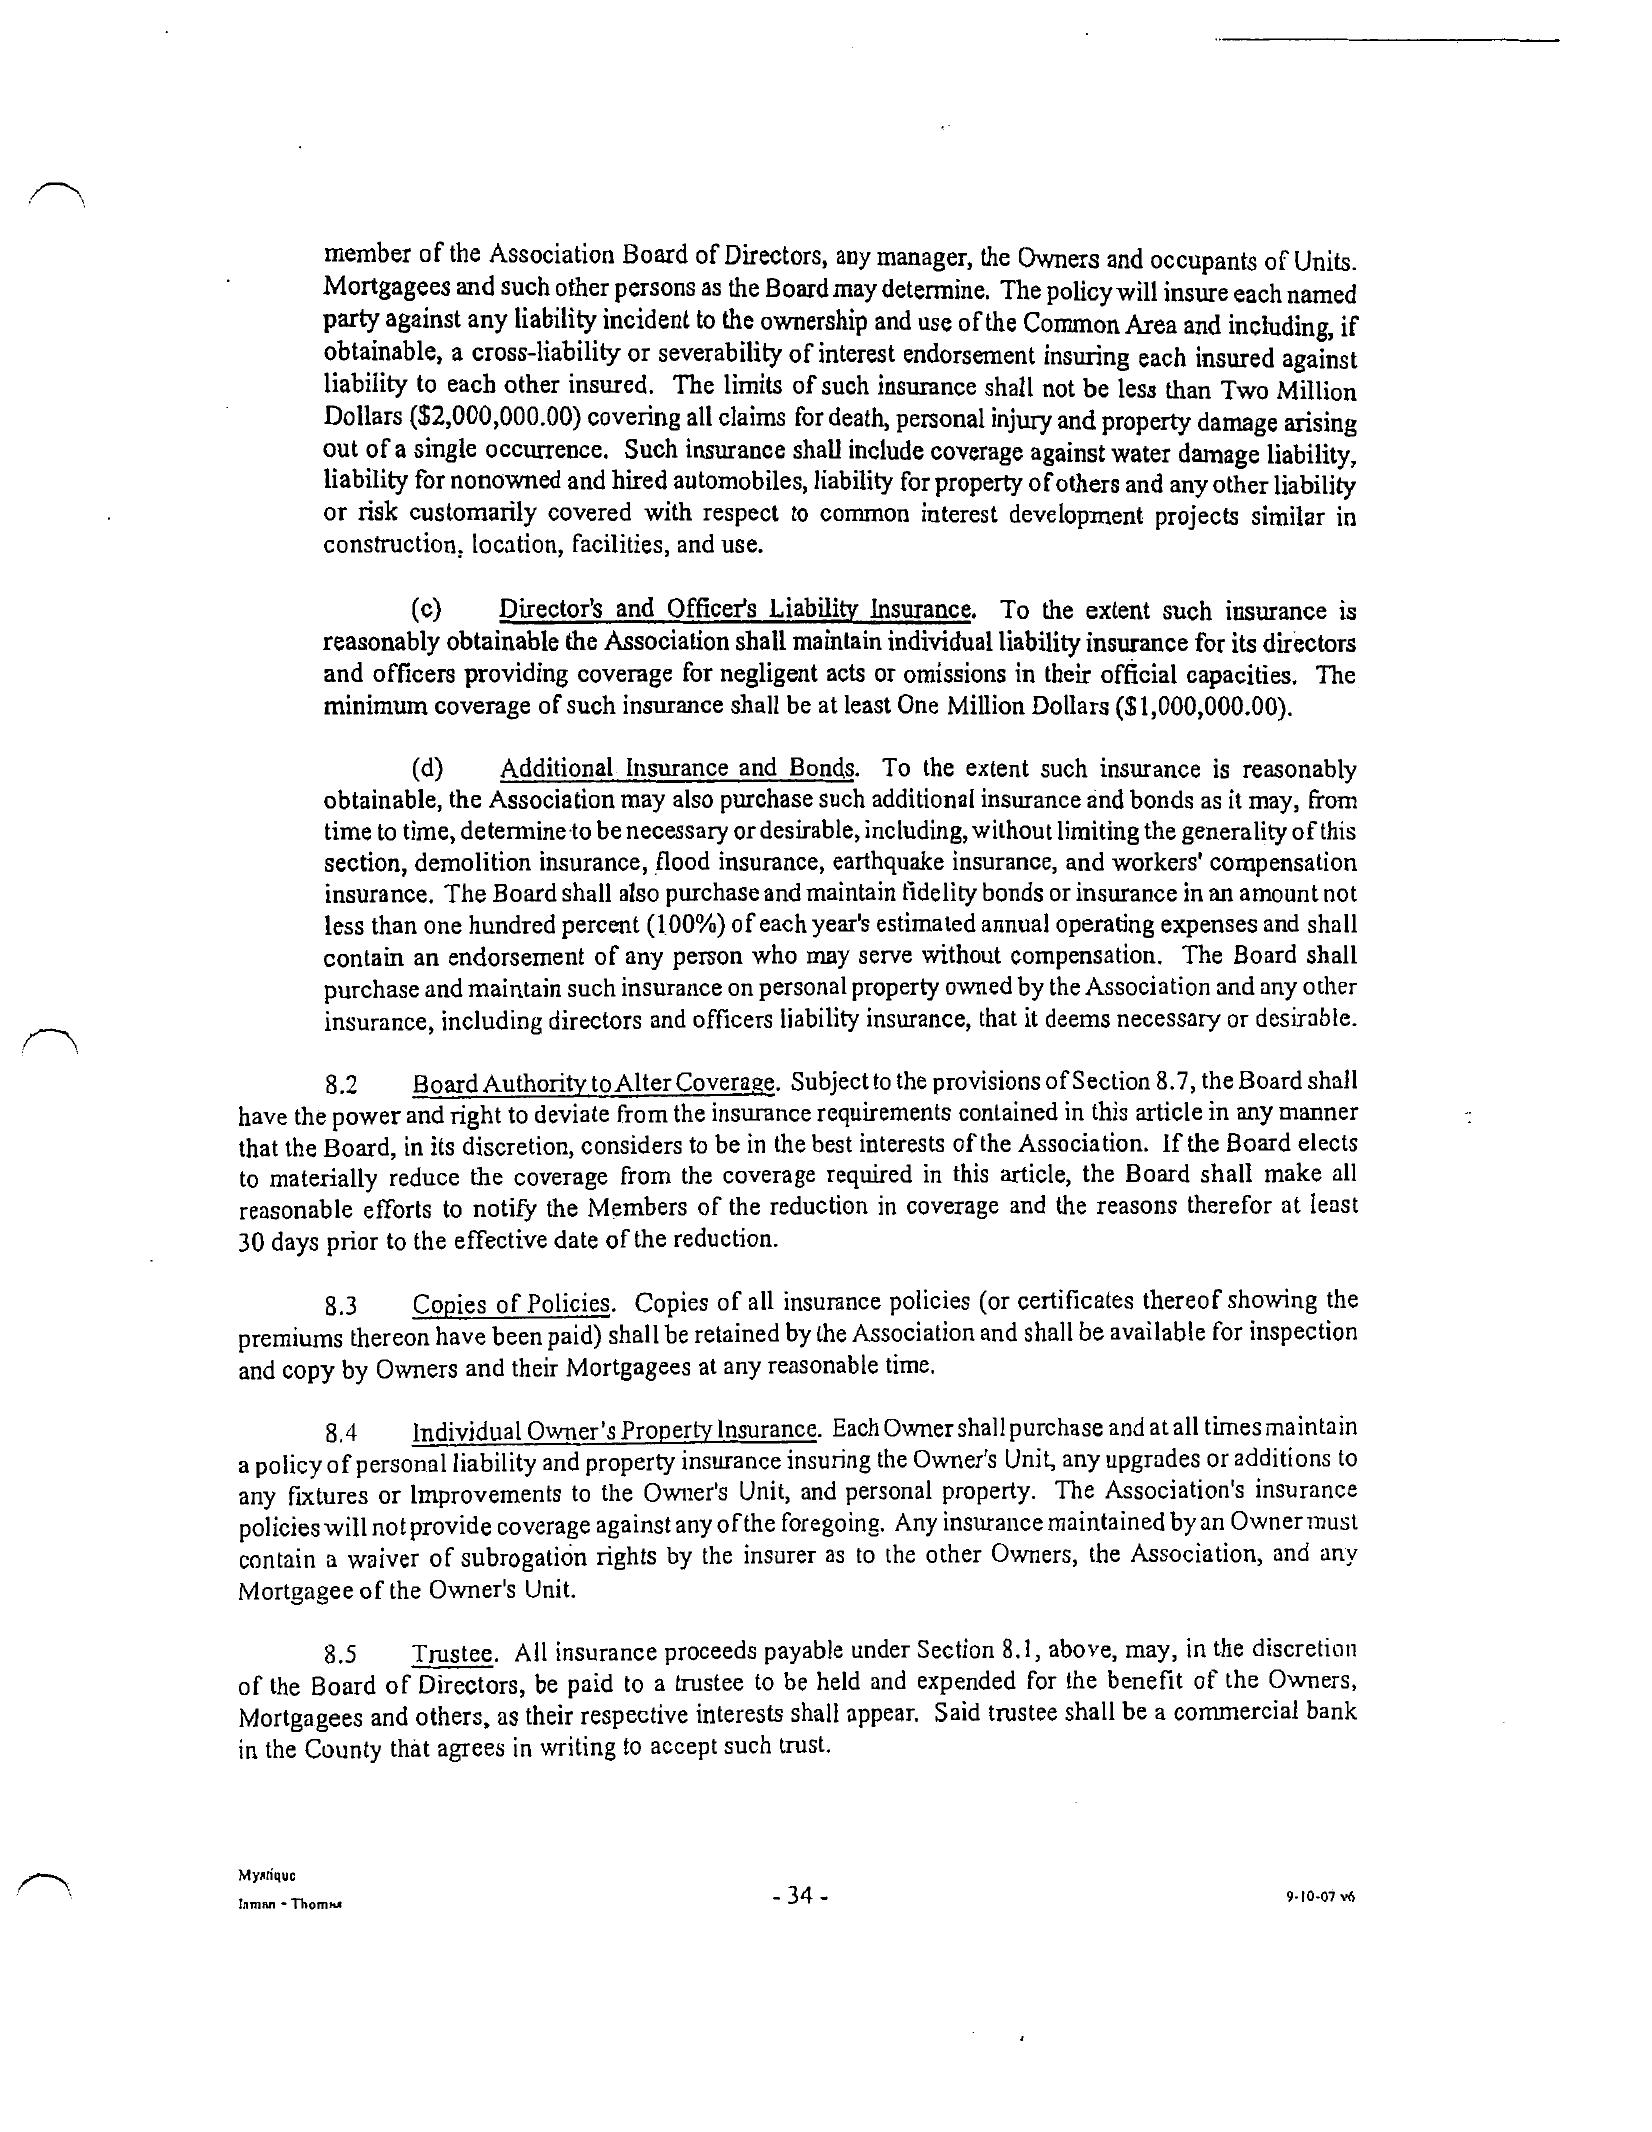 member of the Association Board of Directors, any manager, the Owners and occupants of Units.
Mortgagees and such other persons as the Board may determine. The policy will insure each named
party against any liability incident to the ownership and use of the Common Area and including, if
obtainable, a cross-liability or severability of interest endorsement insuring each insured against
liability to each other insured. The limits of such insurance shall not be less than Two Million
Dollars ($2,000,000.00) covering all claims for death, personal injury and property damage arising
out of a single occurrence. Such insurance shall include coverage against water damage liability,
liability for nonowned and hired automobiles, liability for property of others and any other liability
or risk customarily covered with respect to common interest development projects similar in
construction, location, facilities, and use.
(c) Director's and Officer's Liability Insurance. To the extent such insurance is
reasonably obtainable the Association shall maintain individual liability insurance for its directors
and officers providing coverage for negligent acts or omissions in their official capacities. The
minimum coverage of such insurance shall be at least One Million Dollars ($1,000,000.00).
(d) Additional Insurance and Bonds. To the extent such insurance is reasonably
obtainable, the Association may also purchase such additional insurance and bonds as it may, from
time to time, determine to be necessary or desirable, including, without limiting the generality of this
section, demolition insurance, flood insurance, earthquake insurance, and workers' compensation
insurance. The Board shall also purchase and maintain fidelity bonds or insurance in an amount not
less than one hundred percent (100%) of each year's estimated annual operating expenses and shall
contain an endorsement of any person who may serve without compensation. The Board shall
purchase and maintain such insurance on personal property owned by the Association and any other
insurance, including directors and officers liability insurance, that it deems necessary or desirable.
8.2 Board Authority to Alter Coverage. Subject to the provisions of Section 8.7, the Board shall
have the power and right to deviate from the insurance requirements contained in this article in any manner
that the Board, in its discretion, considers to be in the best interests of the Association. If the Board elects
to materially reduce the coverage from the coverage required in this article, the Board shall make all
reasonable efforts to notify the Members of the reduction in coverage and the reasons therefor at least
30 days prior to the effective date of the reduction.
8.3 Copies of Policies. Copies of all insurance policies (or certificates thereof showing the
premiums thereon have been paid) shall be retained by the Association and shall be available for inspection
and copy by Owners and their Mortgagees at any reasonable time.
8.4 Individual Owner's Property Insurance. Each Owner shall purchase and at all times maintain
a policy of personal liability and property insurance insuring the Owner's Unit, any upgrades or additions to
any fixtures or Improvements to the Owner's Unit, and personal property. The Association's insurance
policies will not provide coverage against any of the foregoing. Any insurance maintained by an Owner must
contain a waiver of subrogation rights by the insurer as to the other Owners, the Association, and any
Mortgagee of the Owner's Unit.
8.5 Trustee. All insurance proceeds payable under Section 8.1, above, may, in the discretion
of the Board of Directors, be paid to a trustee to be held and expended for the benefit of the Owners,
Mortgagees and others, as their respective interests shall appear. Said trustee shall be a commercial bank
in the County that agrees in writing to accept such trust.
Mystique
Inman - Thomas
- 34 -
9-10-07 v6